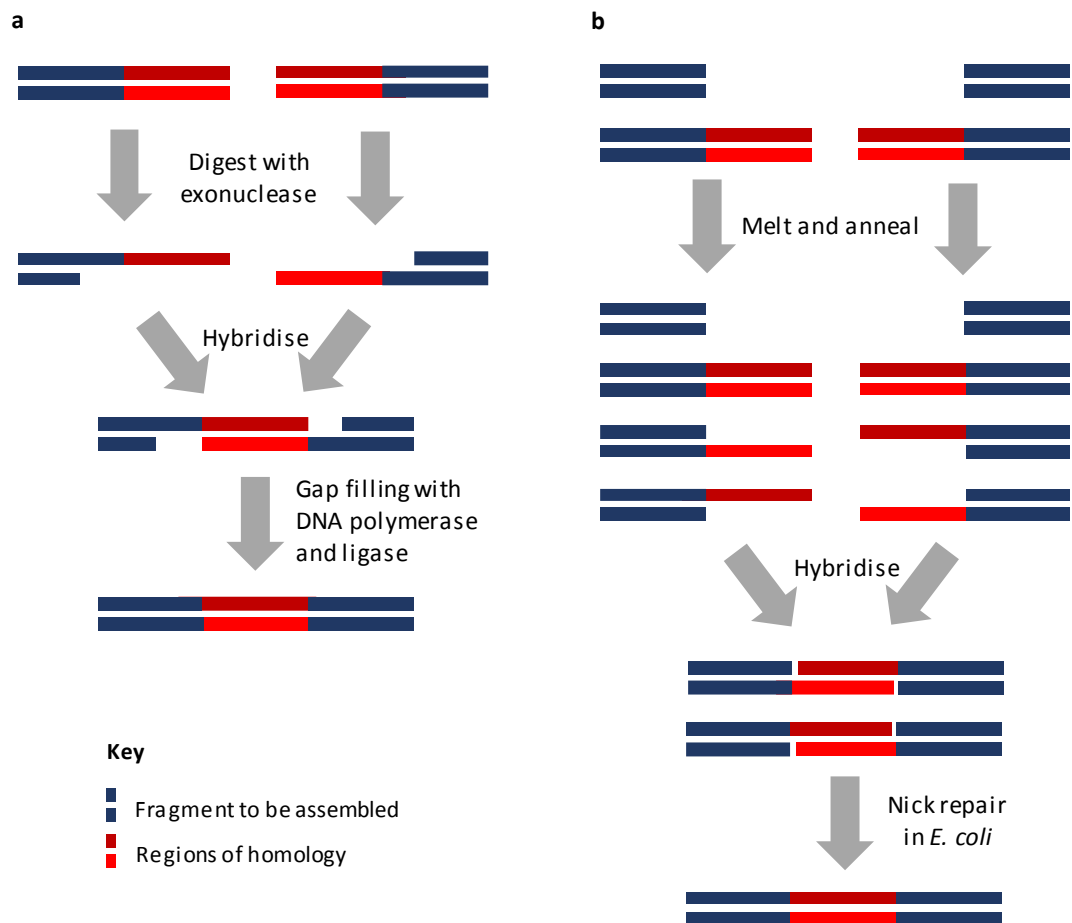 a
Digest with
exonuclease
Hybridise
Gap filling with
DNA polymerase
and ligase
Key
Fragment to be assembled
Regions of homology
b
Melt and anneal
Hybridise
Nick repair
in E. coli